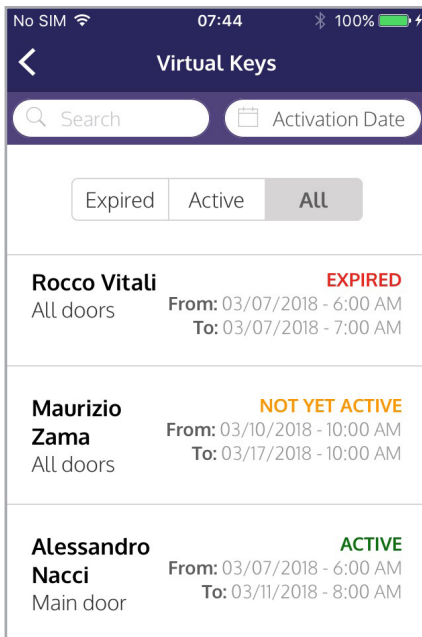 No SIM 07:44 100%
Virtual Keys
Search Activation Date
Expired Active All
Rocco Vitali EXPIRED
All doors From: 03/07/2018 - 6:00 AM
To: 03/07/2018 - 7:00 AM
Maurizio NOT YET ACTIVE
Zama From: 03/10/2018 - 10:00 AM
All doors To: 03/17/2018 - 10:00 AM
Alessandro ACTIVE
Nacci From: 03/07/2018 - 6:00 AM
Main door To: 03/11/2018 - 8:00 AM